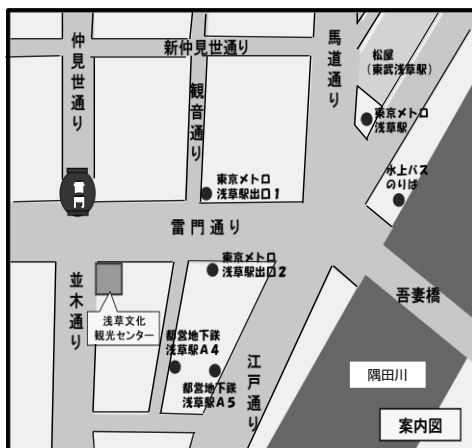 仲見世通り
新仲見世通り
馬道通り
松屋
(東武浅草駅)
観音通り
東京メトロ
浅草駅
水上バス
のりば
東京メトロ
浅草駅出口1
雷門通り
東京メトロ
浅草駅出口2
並木通り
浅草文化
観光センター
都営地下鉄
浅草駅A4
都営地下鉄
浅草駅A5
江戸通り
吾妻橋
隅田川
案内図